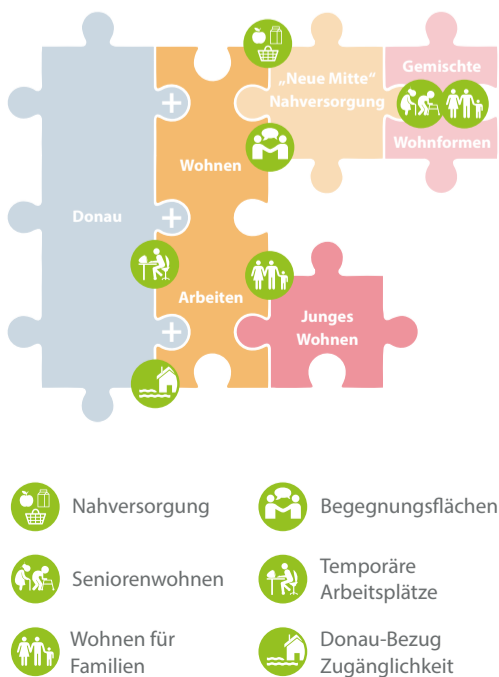 „Neue Mitte“
Nahversorgung
Gemischte
Wohnformen
+
Wohnen
Donau
+
Arbeiten
Junges
Wohnen
+
Nahversorgung
Begegnungsflächen
Seniorenwohnen
Temporäre
Arbeitsplätze
Wohnen für
Familien
Donau-Bezug
Zugänglichkeit